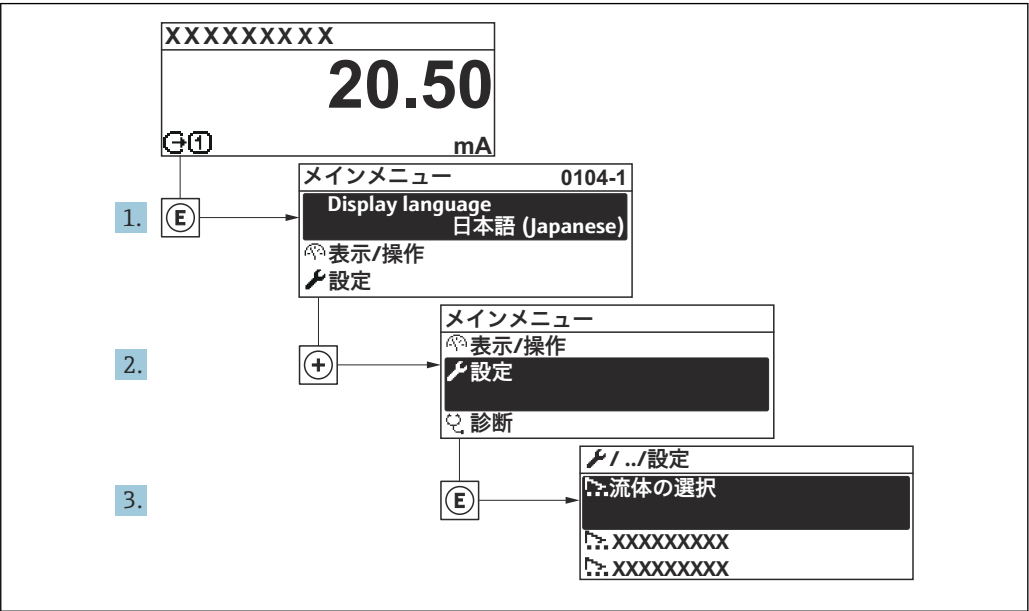 XXXXXXXXX
20.50
mA
メインメニュー 0104-1
1. E
Display language
日本語 (Japanese)
表示/操作
設定
メインメニュー
2. +
表示/操作
設定
診断
/ ../設定
3. E
流体の選択
XXXXXXXXX
XXXXXXXXX